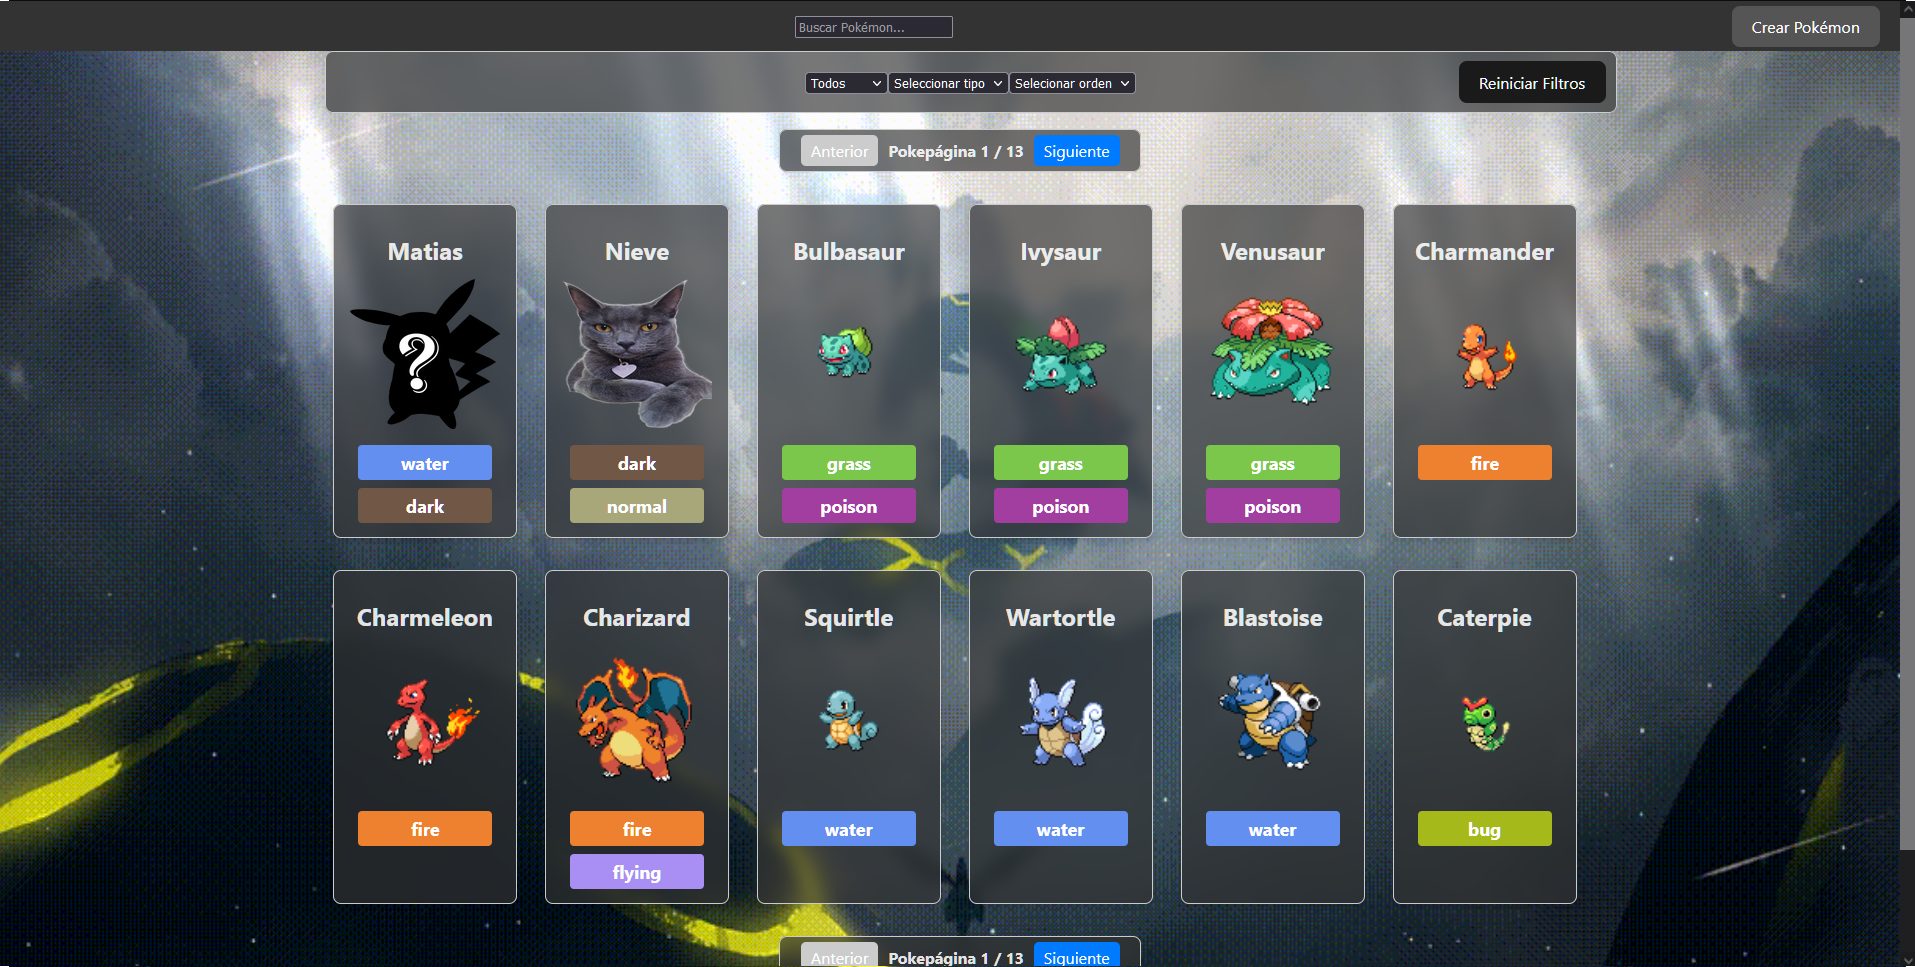 Buscar Pokémon...
Crear Pokémon
Todos
Seleccionar tipo
Selecionar orden
Reiniciar Filtros
Anterior
Pokepágina 1 / 13
Siguiente
Matias
Nieve
Bulbasaur
Ivysaur
Venusaur
Charmander
?
water
dark
grass
grass
grass
fire
dark
normal
poison
poison
poison
Charmeleon
Charizard
Squirtle
Wartortle
Blastoise
Caterpie
fire
fire
water
water
water
bug
flying
Anterior
Pokepágina 1 / 13
Siguiente